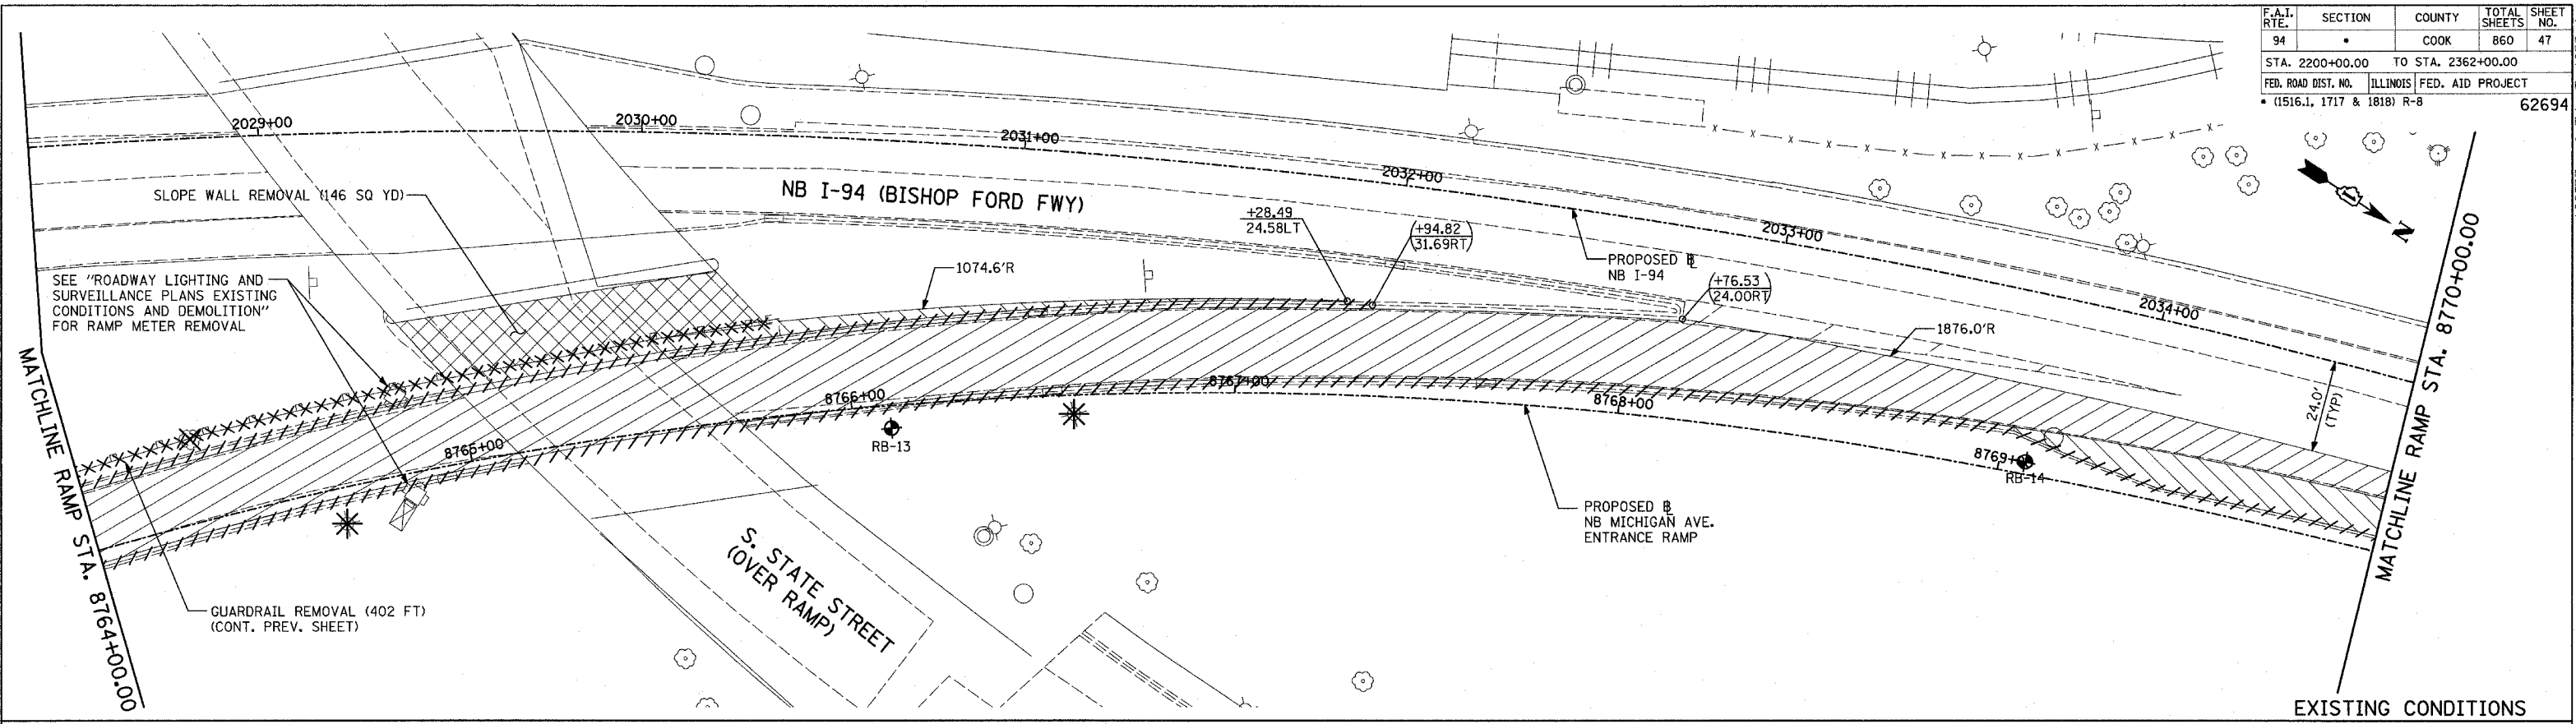 F.A.I. RTE. SECTION COUNTY TOTAL SHEETS SHEET NO.
94 • COOK 860 47
STA. 2200+00.00 TO STA. 2362+00.00
FED. ROAD DIST. NO. ILLINOIS FED. AID PROJECT
• (1516.1, 1717 & 1818) R-8
62694
2029+00
2030+00
2031+00
2032+00
2033+00
2034+00
NB I-94 (BISHOP FORD FWY)
SLOPE WALL REMOVAL (146 SQ YD)
SEE "ROADWAY LIGHTING AND
SURVEILLANCE PLANS EXISTING
CONDITIONS AND DEMOLITION"
FOR RAMP METER REMOVAL
1074.6'R
+28.49
24.58LT
(+94.82
31.69RT)
PROPOSED B
NB I-94
(+76.53
24.00RT)
1876.0'R
24.0'
(TYP)
N
MATCHLINE RAMP STA. 8764+00.00
MATCHLINE RAMP STA. 8770+00.00
8765+00
8766+00
8767+00
8768+00
8769+
RB-13
RB-14
PROPOSED B
NB MICHIGAN AVE.
ENTRANCE RAMP
S. STATE STREET
(OVER RAMP)
GUARDRAIL REMOVAL (402 FT)
(CONT. PREV. SHEET)
EXISTING CONDITIONS